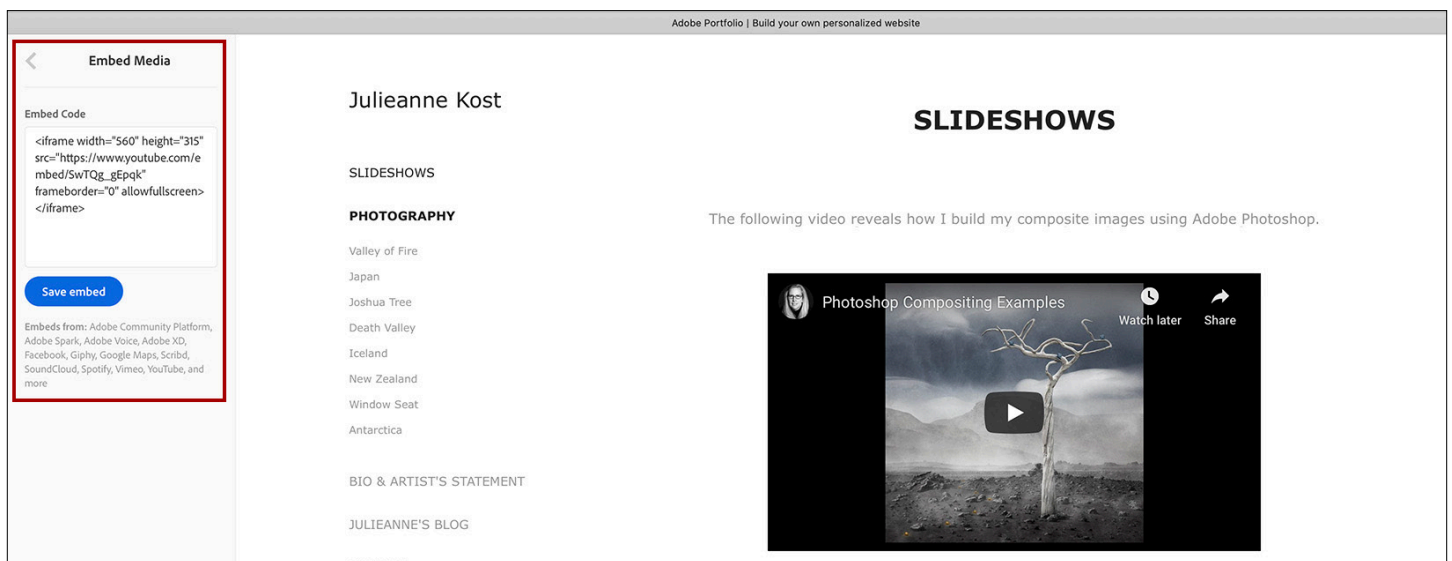 Adobe Portfolio | Build your own personalized website
Embed Media
Embed Code
<iframe width="560" height="315"
src="https://www.youtube.com/e
mbed/SwTQg_gEpqk"
frameborder="0" allowfullscreen>
</iframe>
Save embed
Embeds from: Adobe Community Platform,
Adobe Spark, Adobe Voice, Adobe XD,
Facebook, Giphy, Google Maps, Scribd,
SoundCloud, Spotify, Vimeo, YouTube, and
more
Julieanne Kost
SLIDESHOWS
PHOTOGRAPHY
Valley of Fire
Japan
Joshua Tree
Death Valley
Iceland
New Zealand
Window Seat
Antarctica
BIO & ARTIST'S STATEMENT
JULIEANNE'S BLOG
SLIDESHOWS
The following video reveals how I build my composite images using Adobe Photoshop.
Photoshop Compositing Examples
Watch later
Share